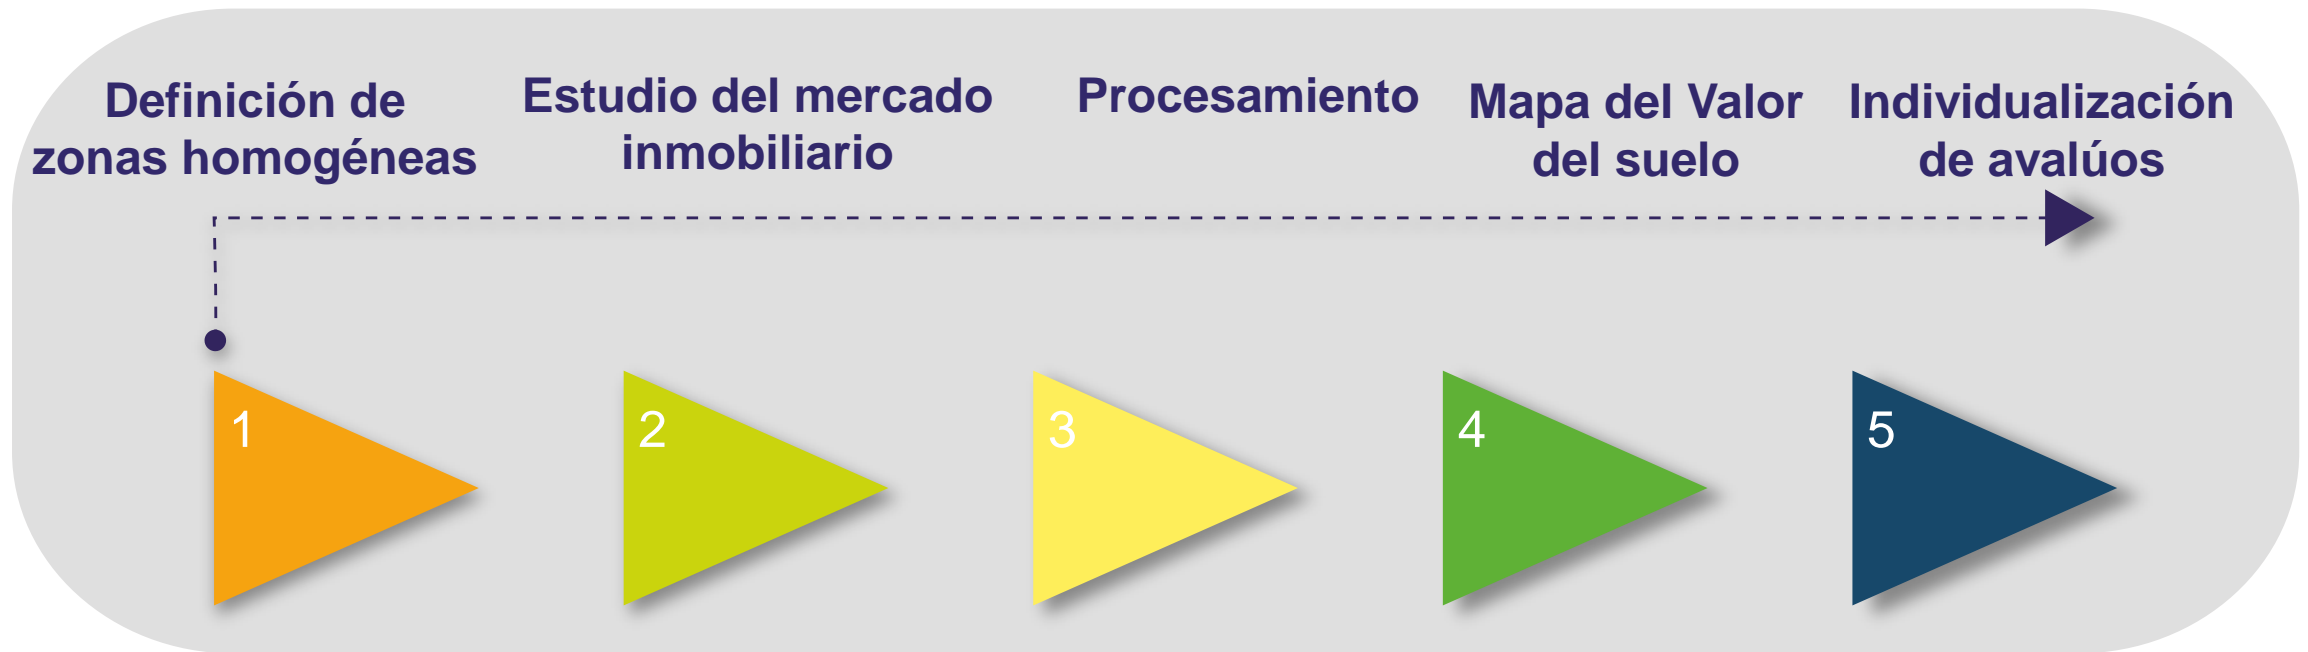 Definición de
zonas homogéneas
Estudio del mercado
inmobiliario
Procesamiento
Mapa del Valor
del suelo
Individualización
de avalúos
1
2
3
4
5